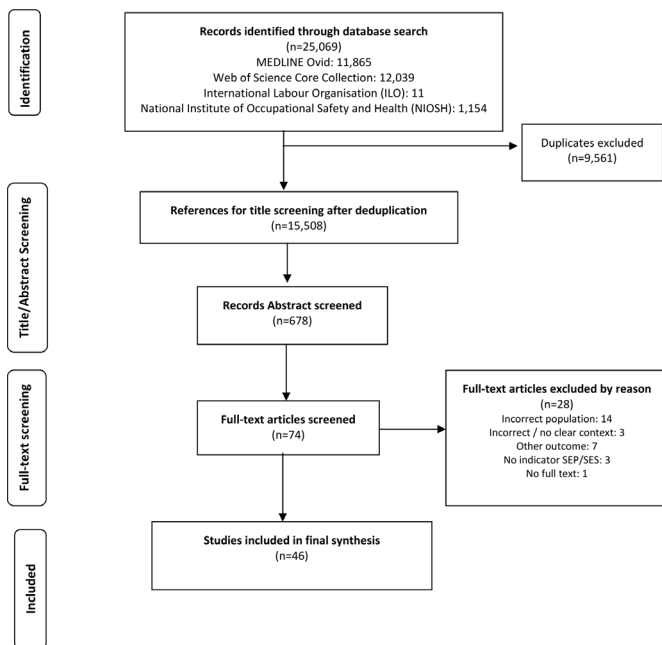 Identification
Records identified through database search
(n=25,069)
MEDLINE Ovid: 11,865
Web of Science Core Collection: 12,039
International Labour Organisation (ILO): 11
National Institute of Occupational Safety and Health (NIOSH): 1,154
Duplicates excluded
(n=9,561)
Title/Abstract Screening
References for title screening after deduplication
(n=15,508)
Records Abstract screened
(n=678)
Full-text screening
Full-text articles screened
(n=74)
Full-text articles excluded by reason
(n=28)
Incorrect population: 14
Incorrect / no clear context: 3
Other outcome: 7
No indicator SEP/SES: 3
No full text: 1
Included
Studies included in final synthesis
(n=46)